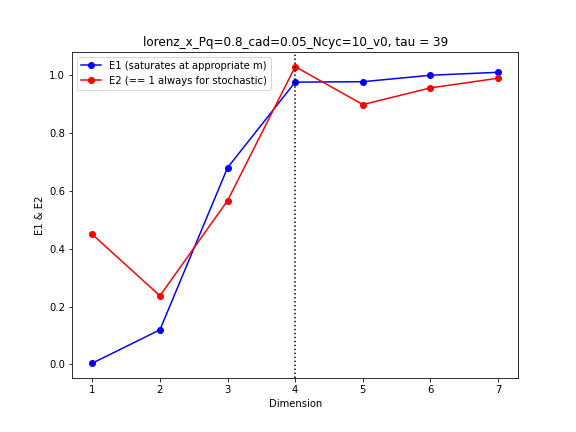 lorenz_x_Pq=0.8_cad=0.05_Ncyc=10_v0, tau = 39
E1 (saturates at appropriate m)
E2 (== 1 always for stochastic)
E1 & E2
1.0
0.8
0.6
0.4
0.2
0.0
1 2 3 4 5 6 7
Dimension